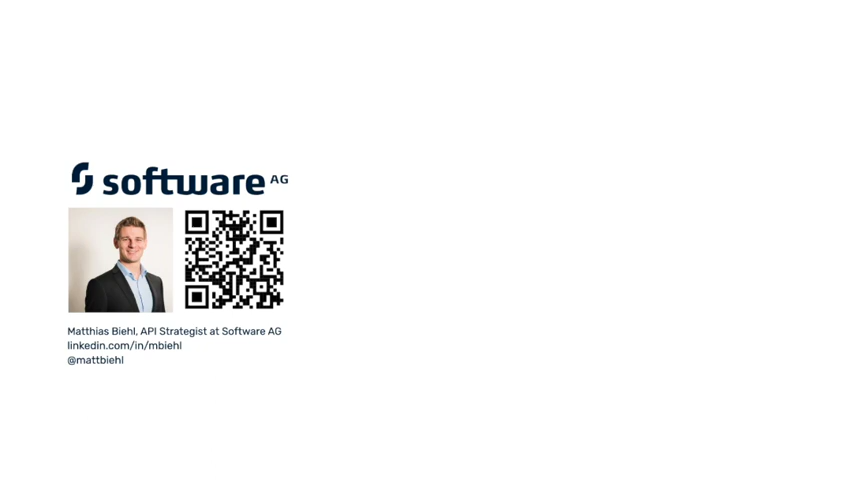 software AG
Matthias Biehl, API Strategist at Software AG
linkedin.com/in/mbiehl
@mattbiehl